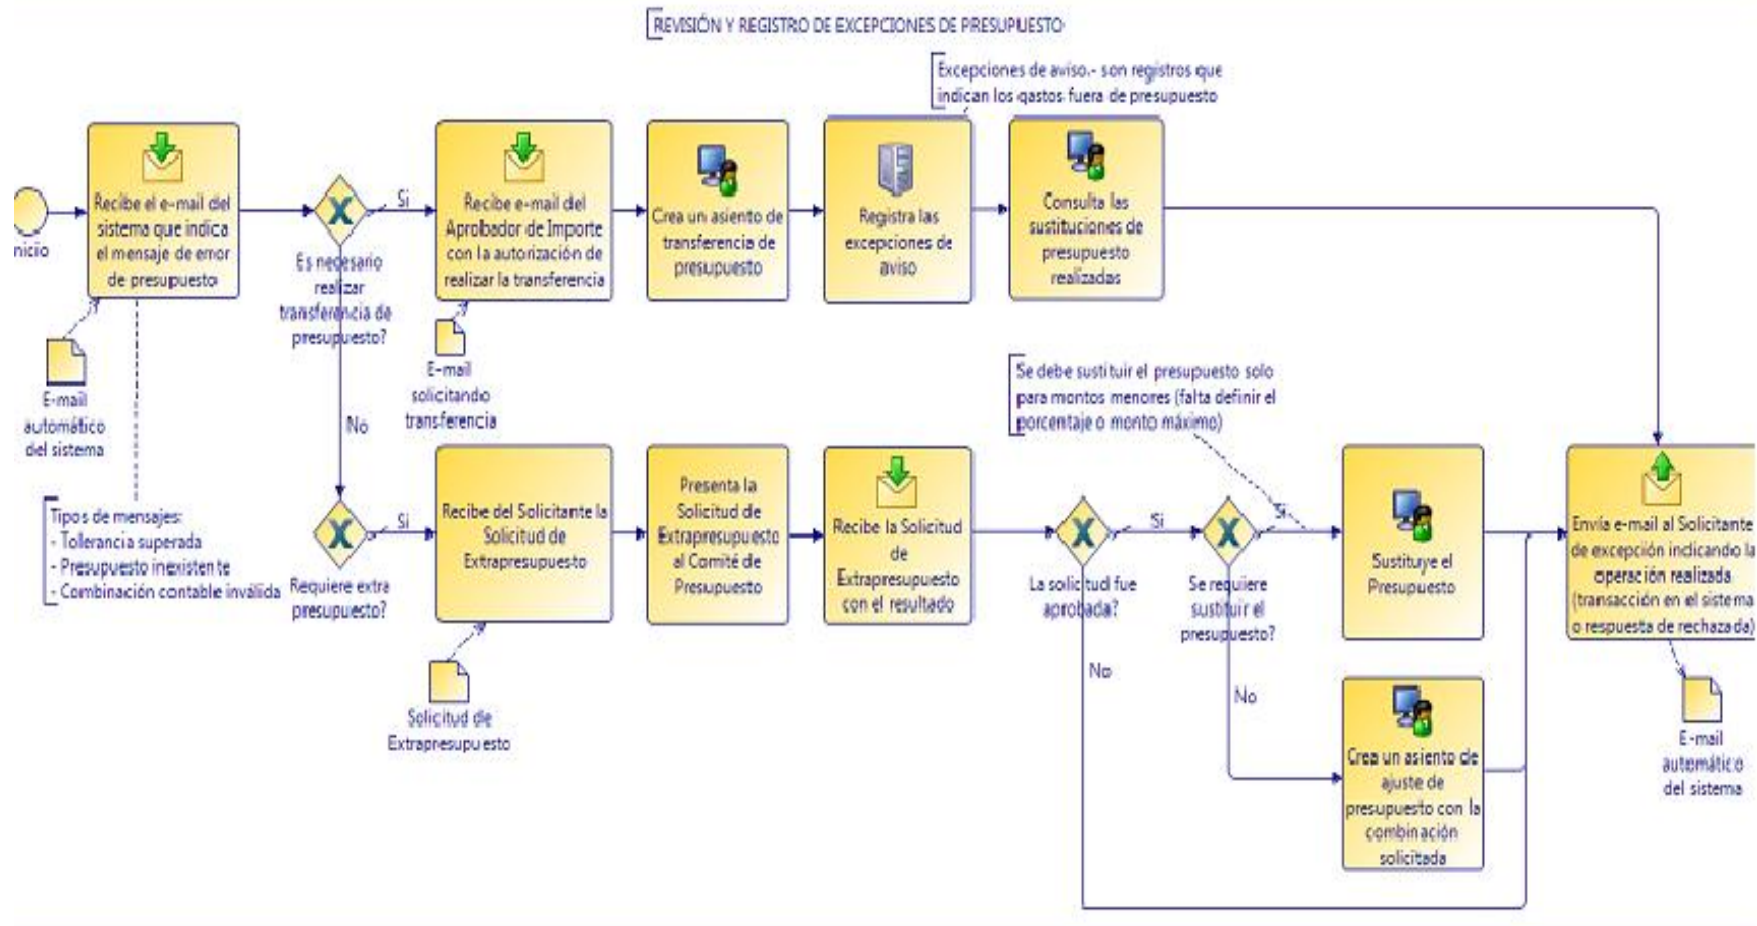 REVISIÓN Y REGISTRO DE EXCEPCIONES DE PRESUPUESTO
Excepciones de aviso.- son registros que
indican los gastos fuera de presupuesto
nicio
Recibe el e-mail del
sistema que indica
el mensaje de error
de presupuesto
Es necesario
realizar
transferencia de
presupuesto?
Si
Recibe e-mail del
Aprobador de Importe
con la autorización de
realizar la transferencia
Crea un asiento de
transferencia de
presupuesto
Registra las
excepciones de
aviso
Consulta las
sustituciones de
presupuesto
realizadas
E-mail
automático
del sistema
E-mail
solicitando
transferencia
No
Se debe sustituir el presupuesto solo
para montos menores (falta definir el
porcentaje o monto máximo)
Tipos de mensajes:
- Tolerancia superada
- Presupuesto inexistente
- Combinación contable inválida
Requiere extra
presupuesto?
Si
Recibe del Solicitante la
Solicitud de
Extrapresupuesto
Presenta la
Solicitud de
Extrapresupuesto
al Comité de
Presupuesto
Recibe la Solicitud
de
Extrapresupuesto
con el resultado
La solicitud fue
aprobada?
Si
Se requiere
sustituir el
presupuesto?
Si
Sustituye el
Presupuesto
Envía e-mail al Solicitante
de excepción indicando la
operación realizada
(transacción en el sistema
o respuesta de rechazada)
Solicitud de
Extrapresupuesto
No
No
Crea un asiento de
ajuste de
presupuesto con la
combinación
solicitada
E-mail
automático
del sistema